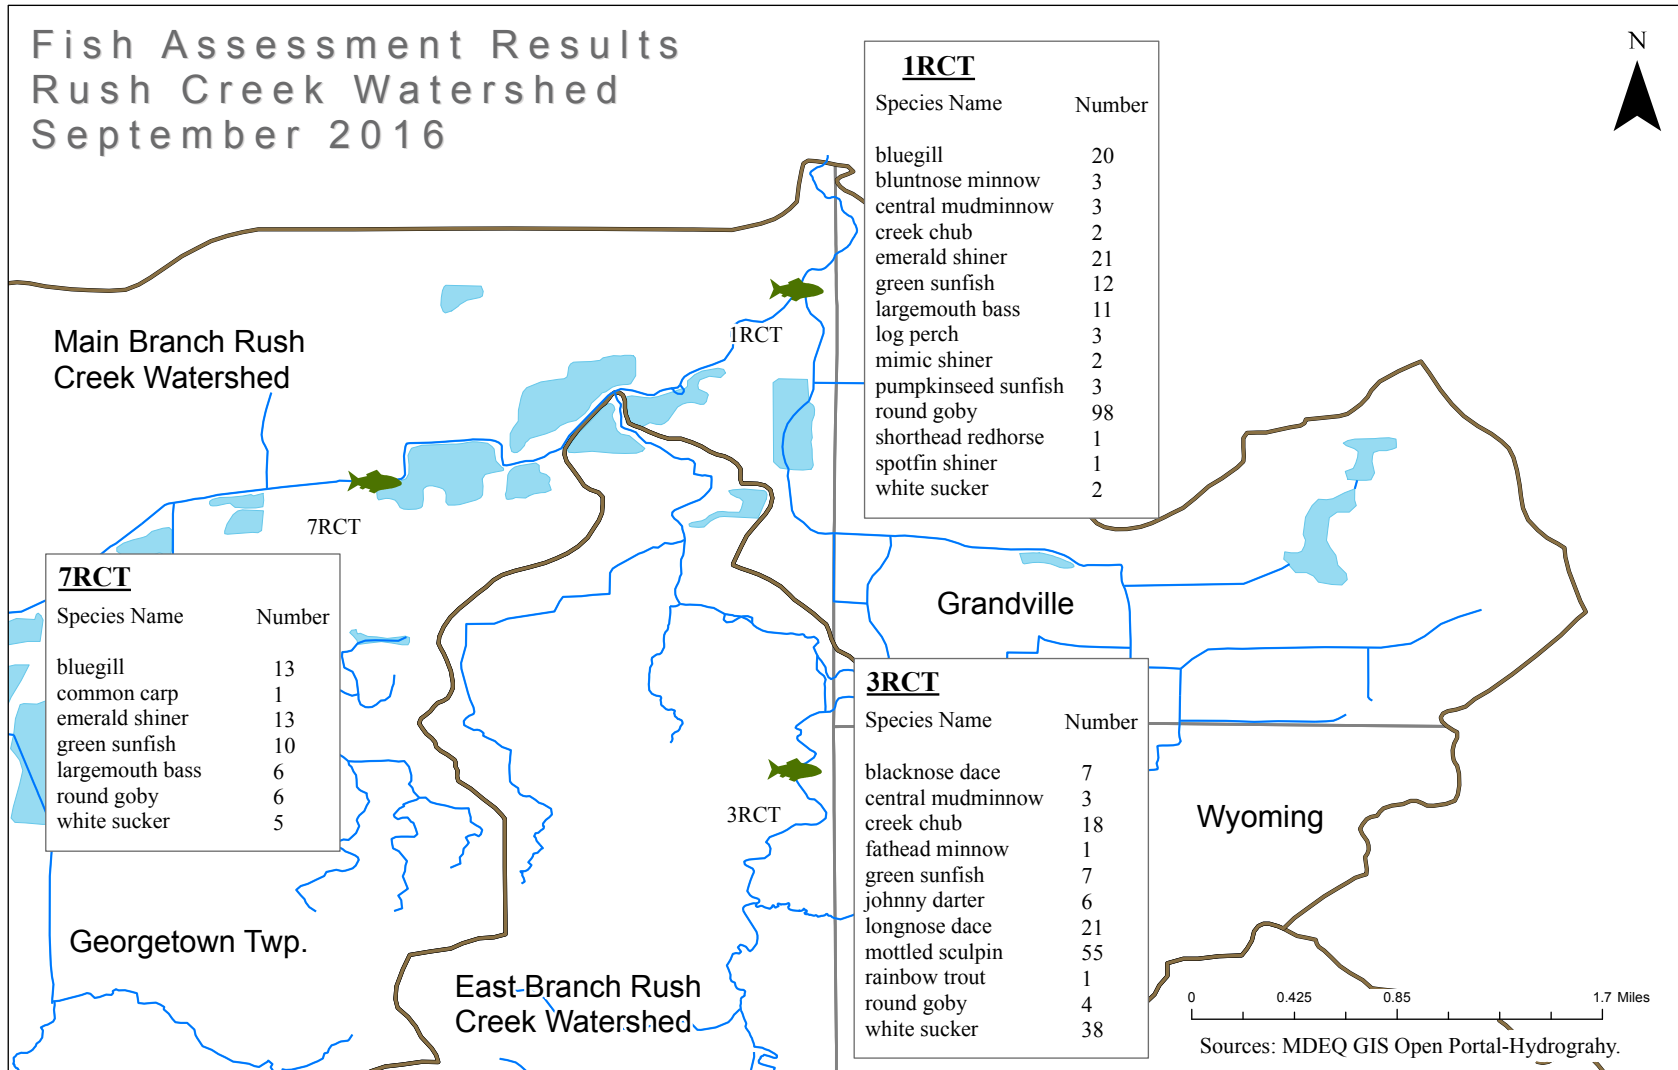 Fish Assessment Results
Rush Creek Watershed
September 2016
N
1RCT
Species Name Number
bluegill 20
bluntnose minnow 3
central mudminnow 3
creek chub 2
emerald shiner 21
green sunfish 12
largemouth bass 11
log perch 3
mimic shiner 2
pumpkinseed sunfish 3
round goby 98
shorthead redhorse 1
spotfin shiner 1
white sucker 2
Main Branch Rush
Creek Watershed
1RCT
7RCT
7RCT
Species Name Number
bluegill 13
common carp 1
emerald shiner 13
green sunfish 10
largemouth bass 6
round goby 6
white sucker 5
Grandville
3RCT
Species Name Number
blacknose dace 7
central mudminnow 3
creek chub 18
fathead minnow 1
green sunfish 7
johnny darter 6
longnose dace 21
mottled sculpin 55
rainbow trout 1
round goby 4
white sucker 38
3RCT
Wyoming
Georgetown Twp.
East Branch Rush
Creek Watershed
0 0.425 0.85 1.7 Miles
Sources: MDEQ GIS Open Portal-Hydrograhy.